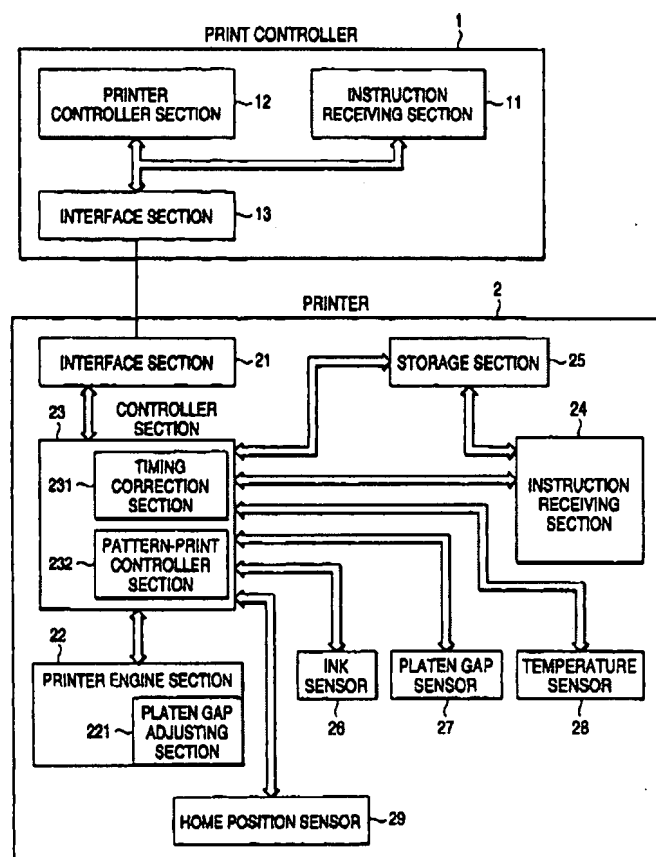 PRINT CONTROLLER
1
PRINTER
CONTROLLER SECTION
12
INSTRUCTION
RECEIVING SECTION
11
INTERFACE SECTION
13
PRINTER
2
INTERFACE SECTION
21
STORAGE SECTION
25
CONTROLLER
SECTION
23
24
231
TIMING
CORRECTION
SECTION
INSTRUCTION
RECEIVING
SECTION
232
PATTERN-PRINT
CONTROLLER
SECTION
22
PRINTER ENGINE SECTION
221
PLATEN GAP
ADJUSTING
SECTION
INK
SENSOR
26
PLATEN GAP
SENSOR
27
TEMPERATURE
SENSOR
28
HOME POSITION SENSOR
29